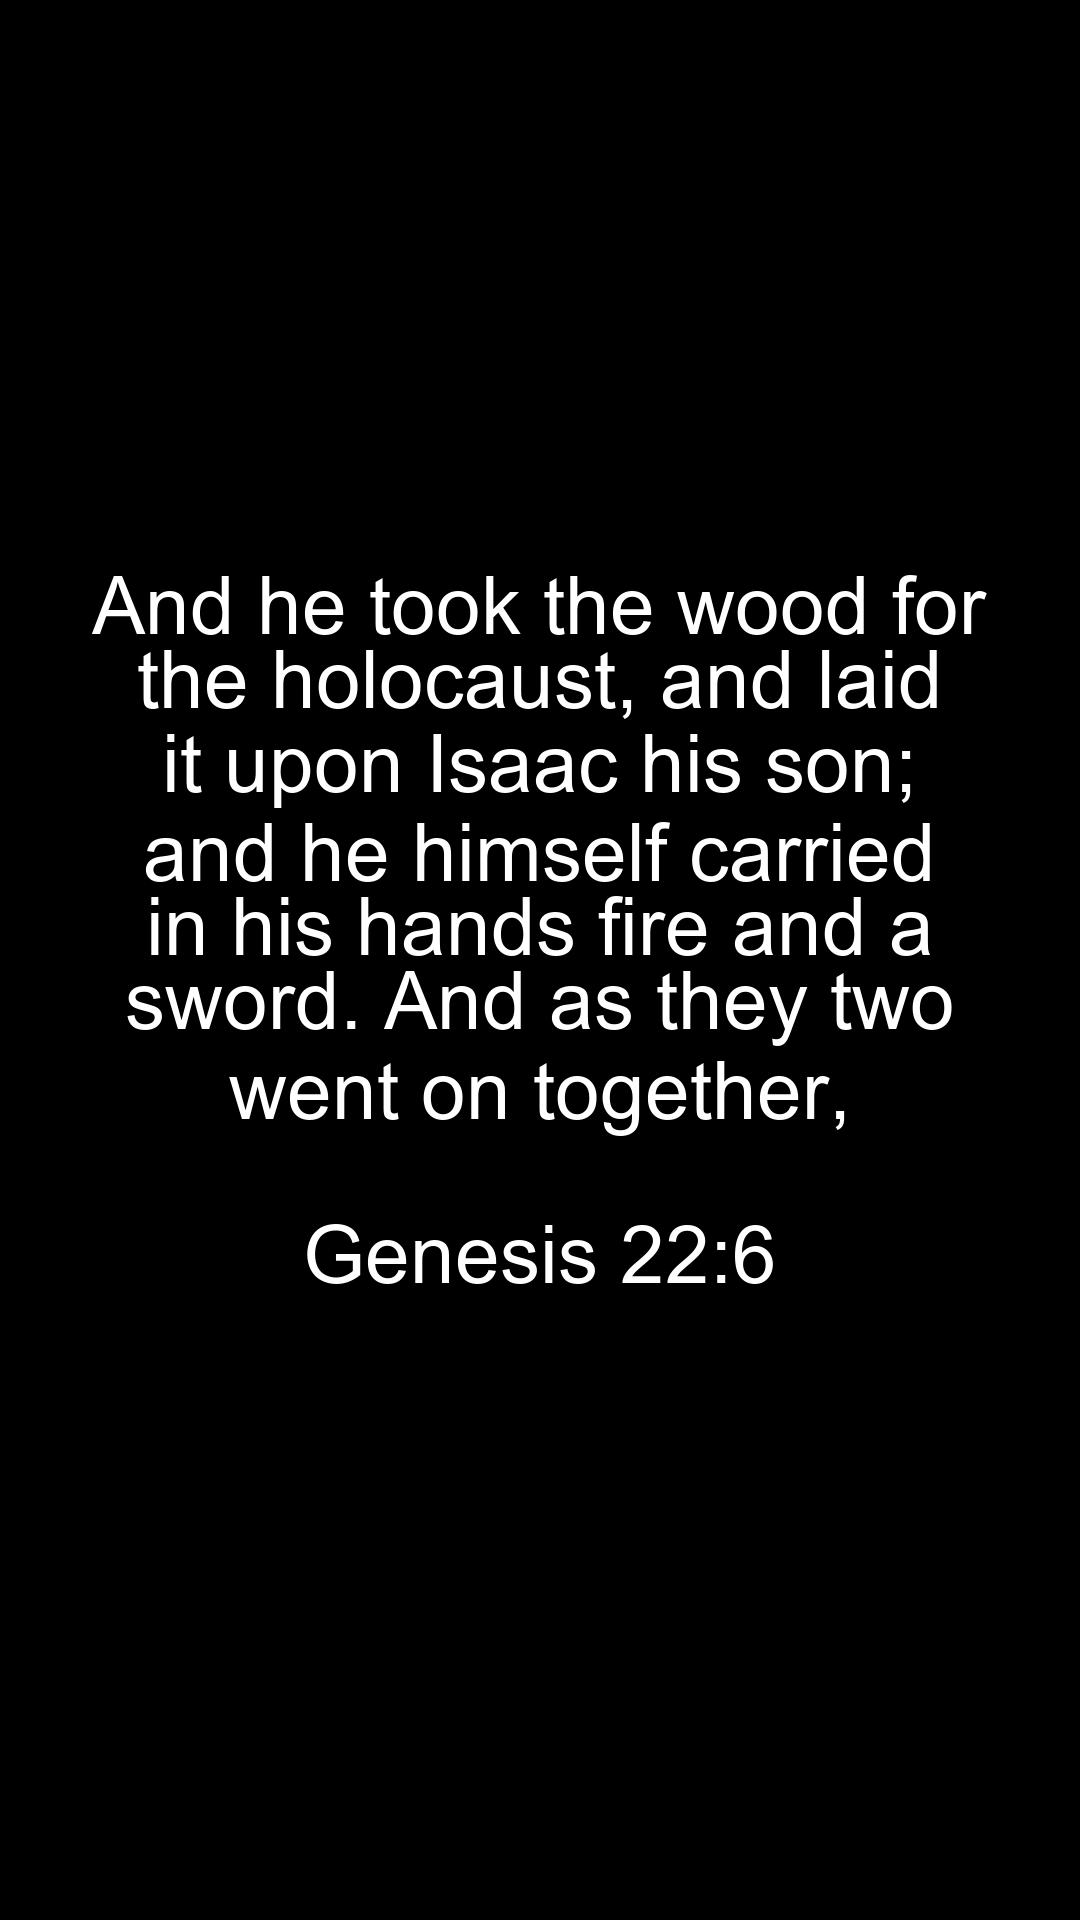 And he took the wood for
the holocaust, and laid
it upon Isaac his son;
and he himself carried
in his hands fire and a
sword. And as they two
went on together,
Genesis 22:6